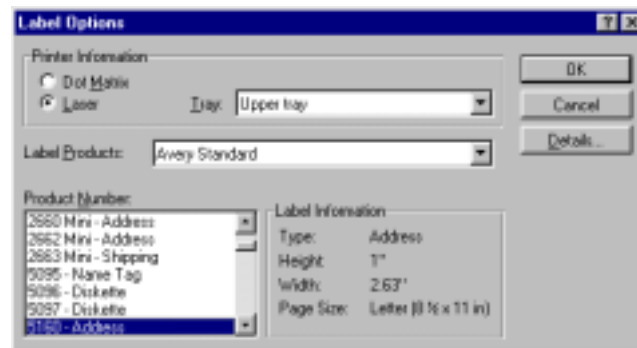 Label Options
Printer Information
Dot Matrix
Laser
Tray: Upper tray
OK
Cancel
Details...
Label Products: Avery Standard
Product Number:
2660 Mini - Address
2662 Mini - Address
2663 Mini - Shipping
5095 - Name Tag
5096 - Diskette
5097 - Diskette
5160 - Address
Label Information
Type: Address
Height: 1"
Width: 2.63"
Page Size: Letter (8 ½ x 11 in)